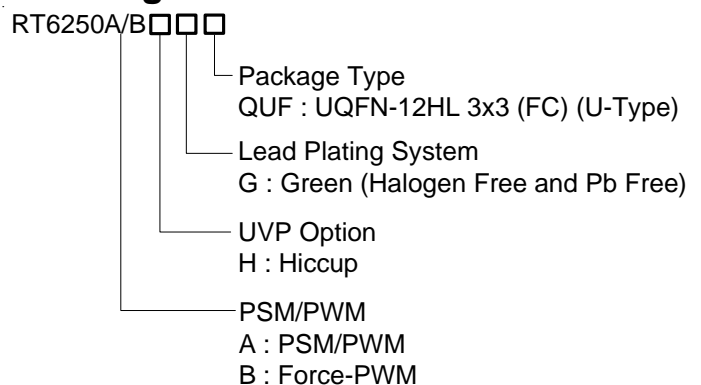 RT6250A/B
Package Type
QUF : UQFN-12HL 3x3 (FC) (U-Type)
Lead Plating System
G : Green (Halogen Free and Pb Free)
UVP Option
H : Hiccup
PSM/PWM
A : PSM/PWM
B : Force-PWM